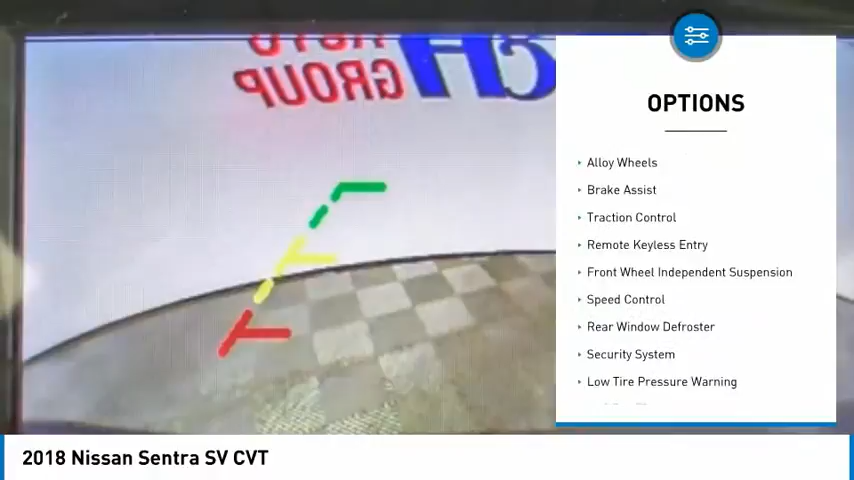 GROUP
OPTIONS
Alloy Wheels
Brake Assist
Traction Control
Remote Keyless Entry
Front Wheel Independent Suspension
Speed Control
Rear Window Defroster
Security System
Low Tire Pressure Warning
2018 Nissan Sentra SV CVT